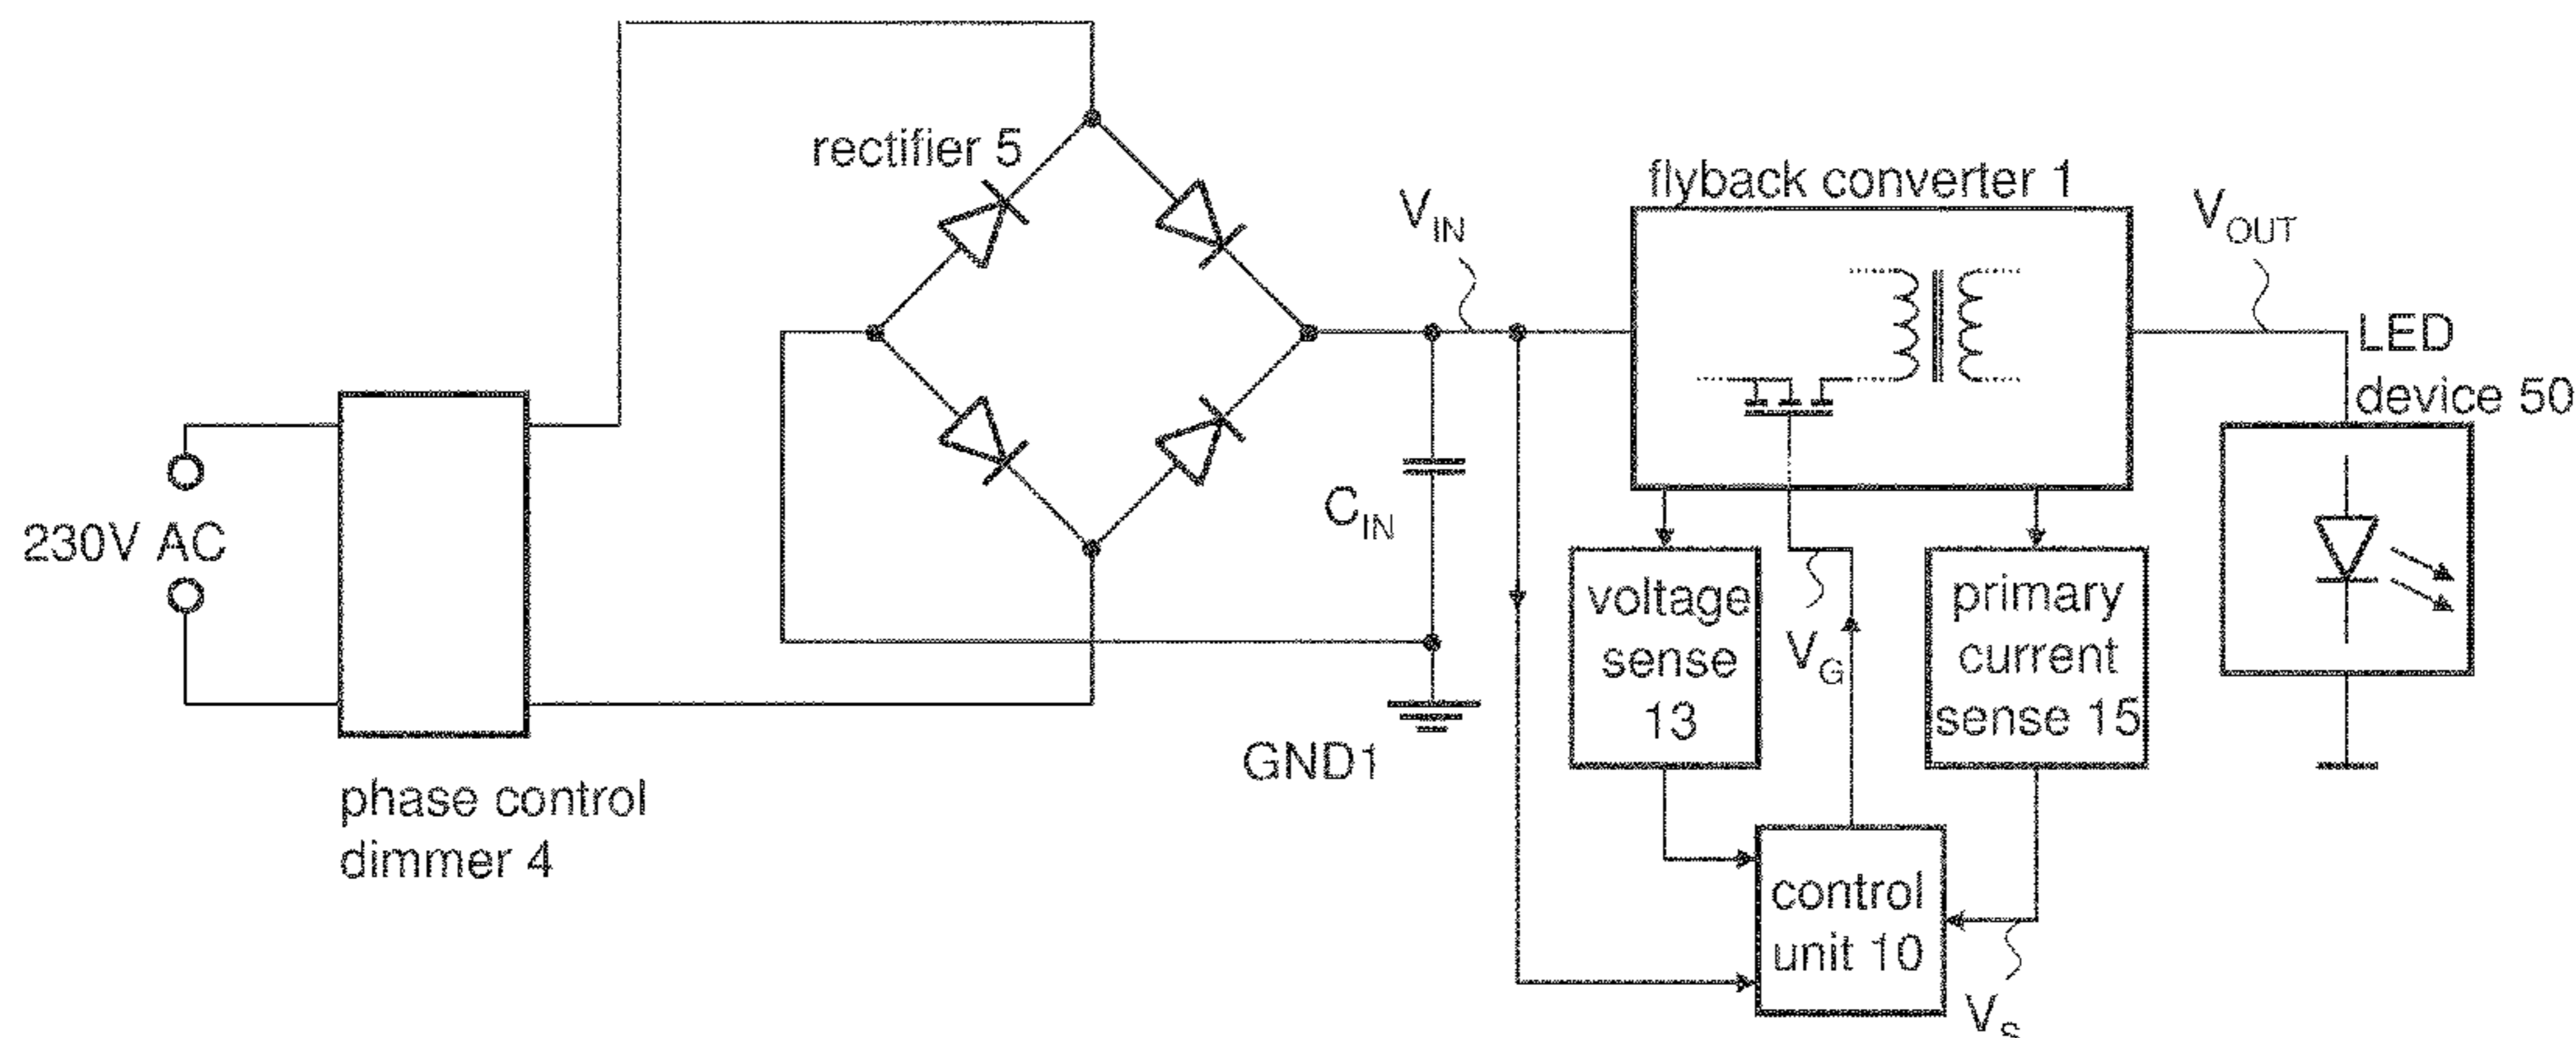 rectifier 5
flyback converter 1
V_IN
V_OUT
LED
device 50
C_IN
230V AC
voltage
sense
13
V_G
primary
current
sense 15
GND1
phase control
dimmer 4
control
unit 10
V_S